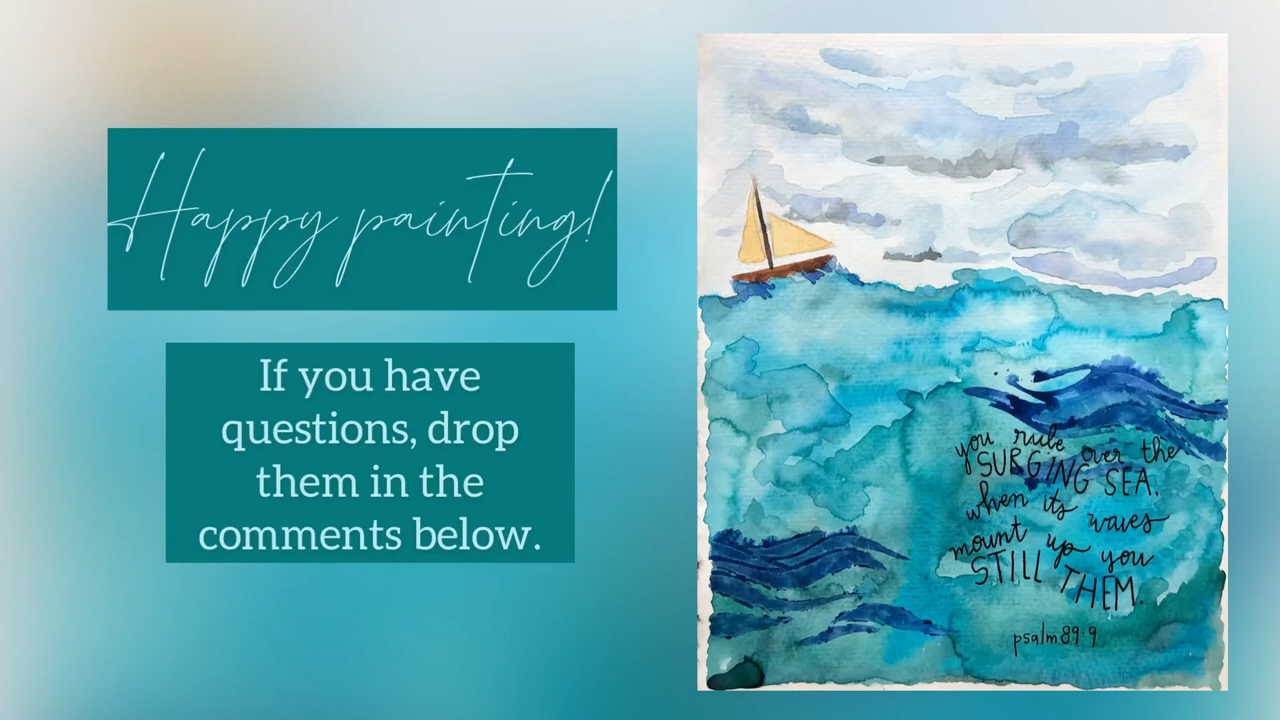 Happy painting!
If you have
questions, drop
them in the
comments below.
you rule over the
SURGING SEA.
when its waves
mount up you
STILL THEM.
psalm 89:9